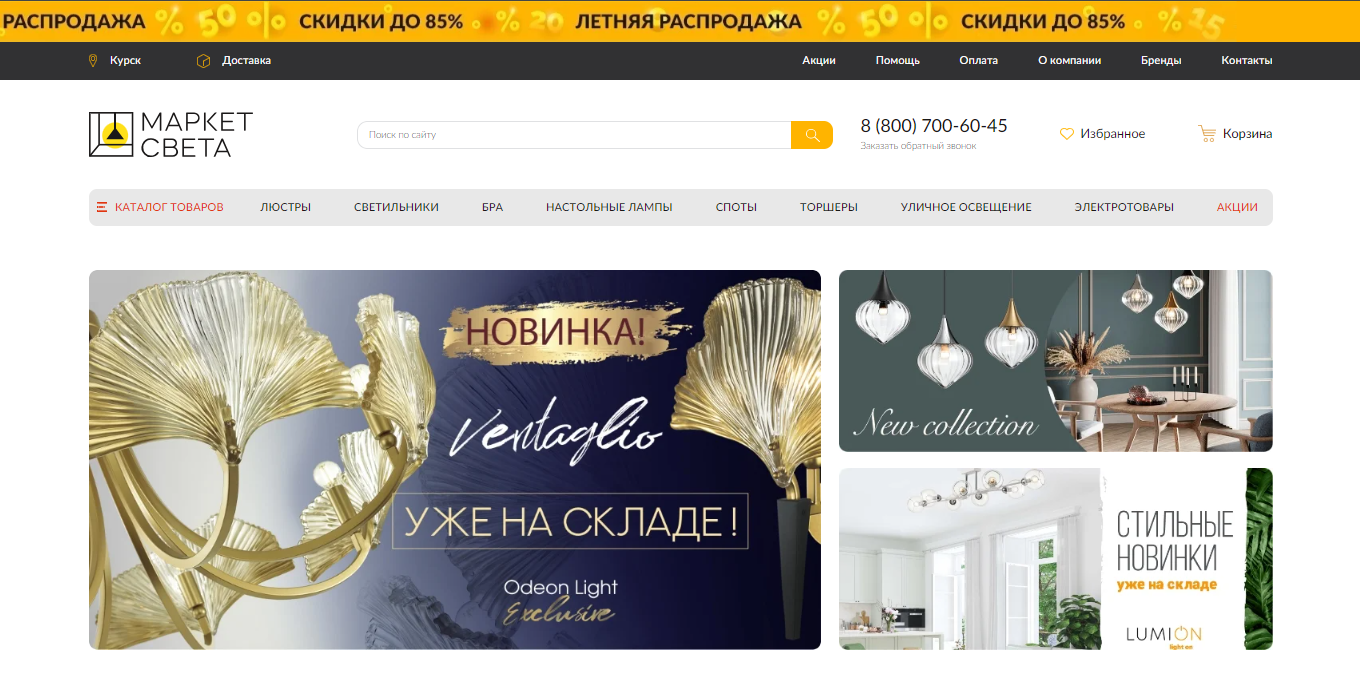 РАСПРОДАЖА % 50 % СКИДКИ ДО 85% % 20 ЛЕТНЯЯ РАСПРОДАЖА % 50 % СКИДКИ ДО 85% % 15
Курск Доставка Акции Помощь Оплата О компании Бренды Контакты
МАРКЕТ
СВЕТА
Поиск по сайту
8 (800) 700-60-45
Заказать обратный звонок
Избранное
Корзина
КАТАЛОГ ТОВАРОВ ЛЮСТРЫ СВЕТИЛЬНИКИ БРА НАСТОЛЬНЫЕ ЛАМПЫ СПОТЫ ТОРШЕРЫ УЛИЧНОЕ ОСВЕЩЕНИЕ ЭЛЕКТРОТОВАРЫ АКЦИИ
НОВИНКА!
Ventaglio
УЖЕ НА СКЛАДЕ!
Odeon Light
Exclusive
New collection
СТИЛЬНЫЕ
НОВИНКИ
уже на складе
LUMION
light on